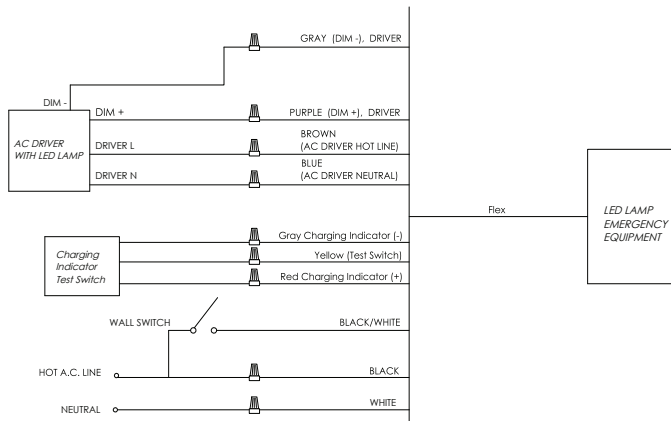 GRAY (DIM -), DRIVER
DIM -
DIM +
PURPLE (DIM +), DRIVER
AC DRIVER
WITH LED LAMP
DRIVER L
BROWN
(AC DRIVER HOT LINE)
DRIVER N
BLUE
(AC DRIVER NEUTRAL)
Flex
LED LAMP
EMERGENCY
EQUIPMENT
Charging
Indicator
Test Switch
Gray Charging Indicator (-)
Yellow (Test Switch)
Red Charging Indicator (+)
WALL SWITCH
BLACK/WHITE
HOT A.C. LINE
BLACK
NEUTRAL
WHITE